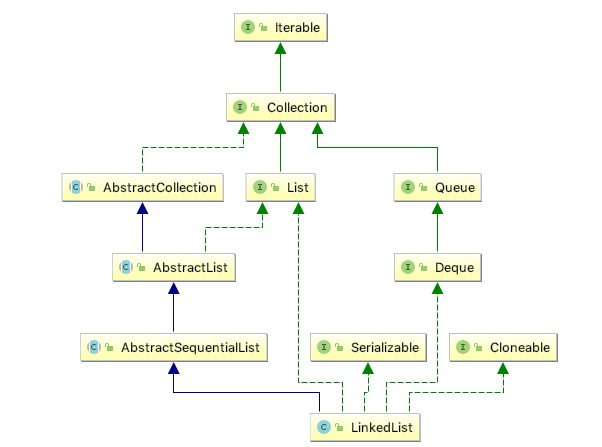 I Iterable
I Collection
C AbstractCollection
I List
I Queue
C AbstractList
I Deque
C AbstractSequentialList
I Serializable
I Cloneable
C LinkedList